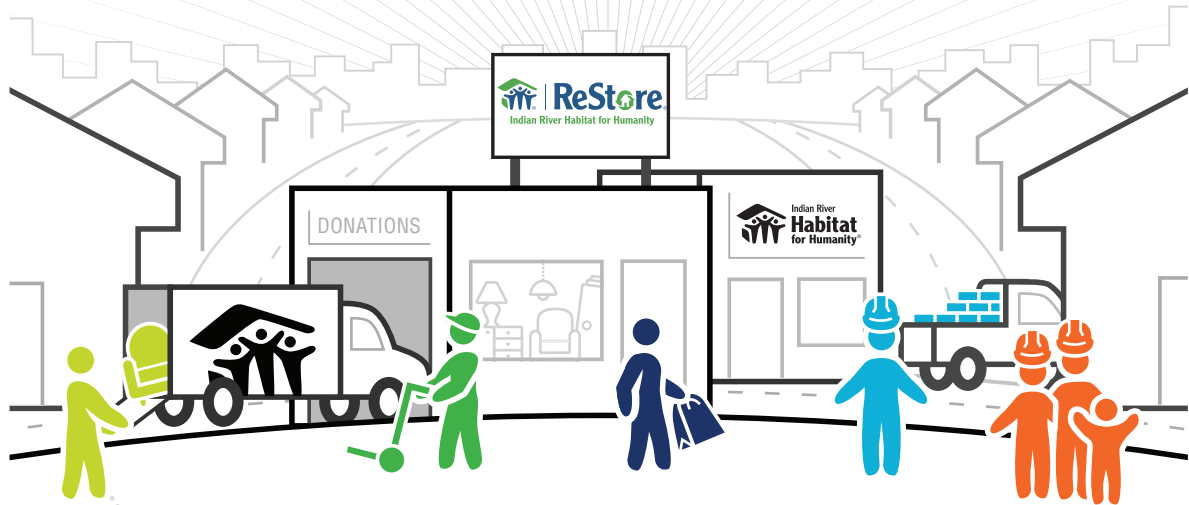 ReStore®
Indian River Habitat for Humanity
DONATIONS
Indian River
Habitat
for Humanity®